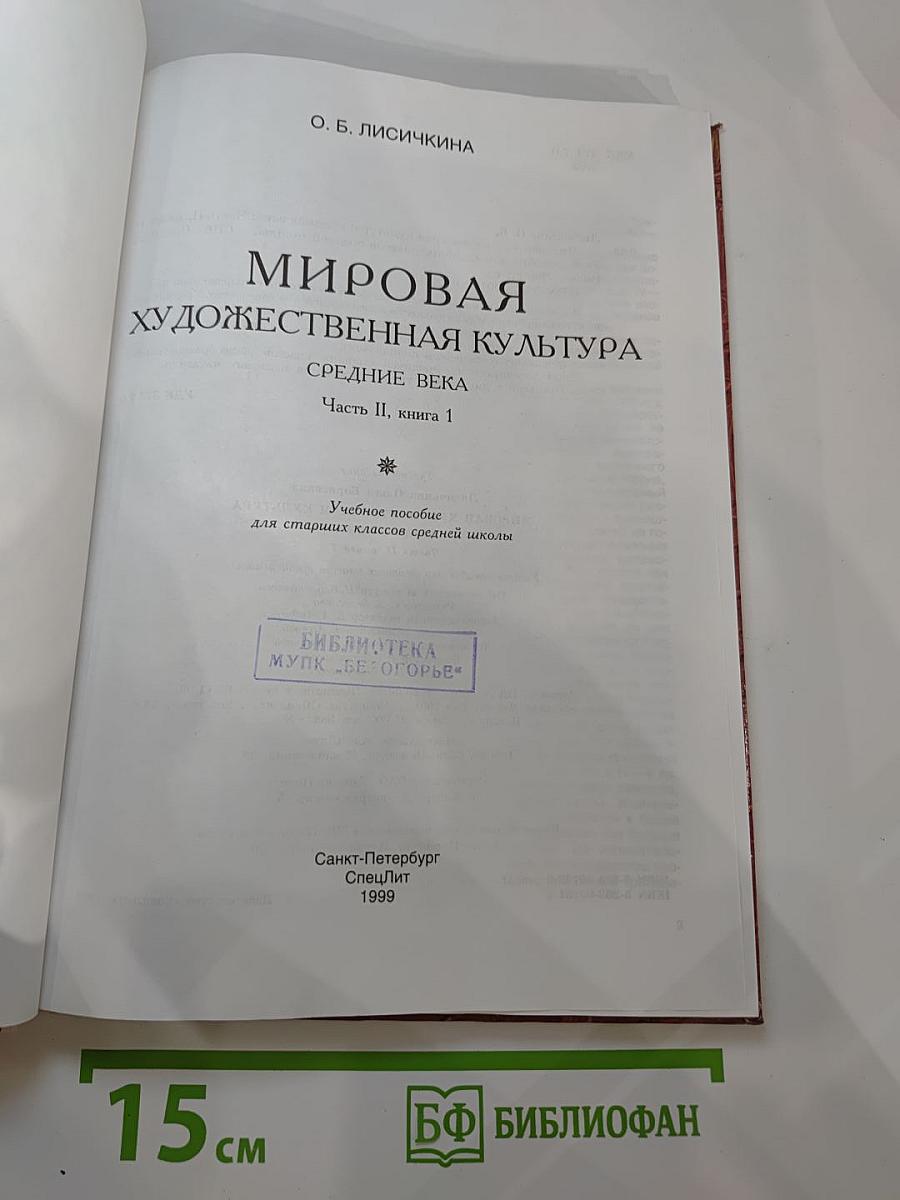 О. Б. ЛИСИЧКИНА
МИРОВАЯ
ХУДОЖЕСТВЕННАЯ КУЛЬТУРА
СРЕДНИЕ ВЕКА
Часть II, книга 1
Учебное пособие
для старших классов средней школы
БИБЛИОТЕКА
МУПК „БЕЛОГОРЬЕ“
Санкт-Петербург
СпецЛит
1999
15 см
БФ БИБЛИОФАН